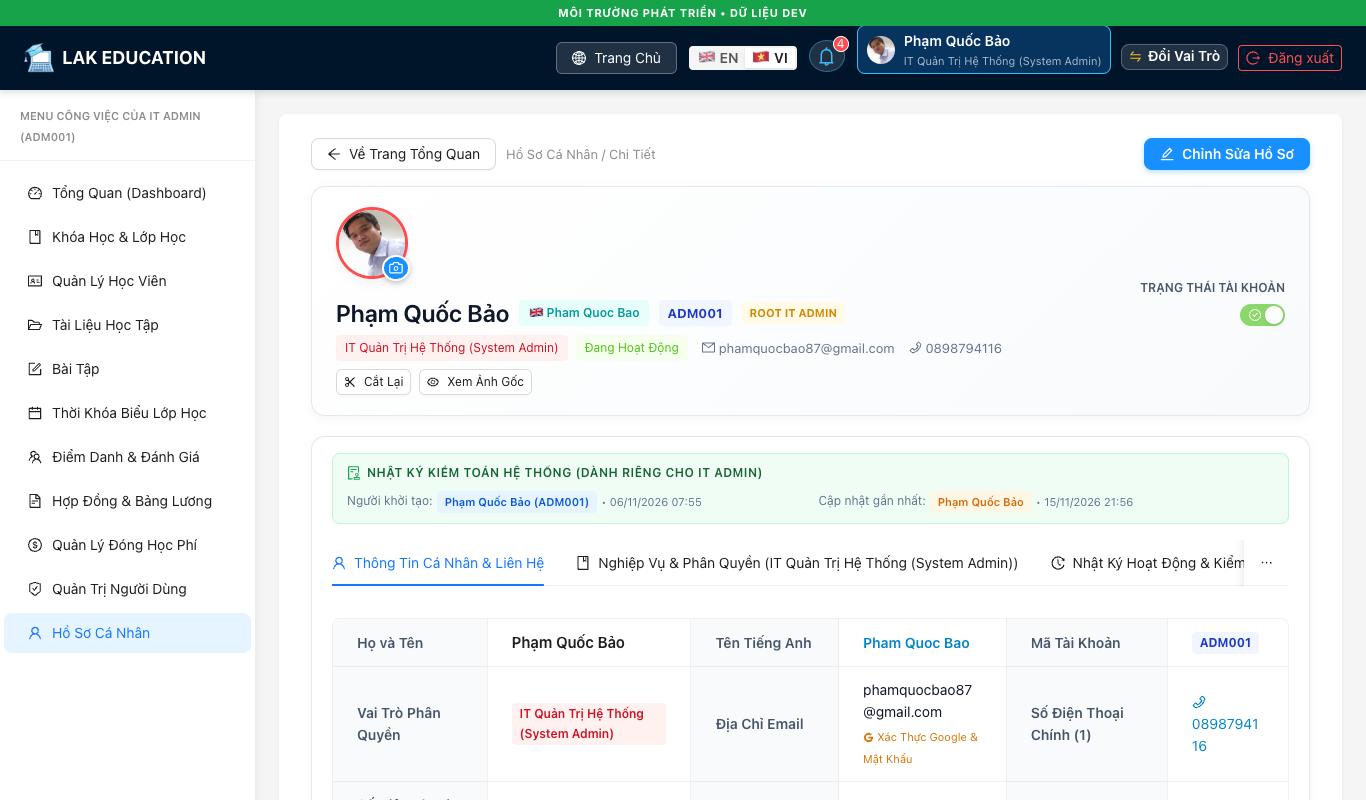 MÔI TRƯỜNG PHÁT TRIỂN • DỮ LIỆU DEV
LAK EDUCATION
Trang Chủ
EN
VI
4
Phạm Quốc Bảo
IT Quản Trị Hệ Thống (System Admin)
Đổi Vai Trò
Đăng xuất
MENU CÔNG VIỆC CỦA IT ADMIN
(ADM001)
Tổng Quan (Dashboard)
Khóa Học & Lớp Học
Quản Lý Học Viên
Tài Liệu Học Tập
Bài Tập
Thời Khóa Biểu Lớp Học
Điểm Danh & Đánh Giá
Hợp Đồng & Bảng Lương
Quản Lý Đóng Học Phí
Quản Trị Người Dùng
Hồ Sơ Cá Nhân
Về Trang Tổng Quan
Hồ Sơ Cá Nhân / Chi Tiết
Chỉnh Sửa Hồ Sơ
Phạm Quốc Bảo
Pham Quoc Bao
ADM001
ROOT IT ADMIN
IT Quản Trị Hệ Thống (System Admin)
Đang Hoạt Động
phamquocbao87@gmail.com
0898794116
Cắt Lại
Xem Ảnh Gốc
TRẠNG THÁI TÀI KHOẢN
NHẬT KÝ KIỂM TOÁN HỆ THỐNG (DÀNH RIÊNG CHO IT ADMIN)
Người khởi tạo: Phạm Quốc Bảo (ADM001) • 06/11/2026 07:55
Cập nhật gần nhất: Phạm Quốc Bảo • 15/11/2026 21:56
Thông Tin Cá Nhân & Liên Hệ
Nghiệp Vụ & Phân Quyền (IT Quản Trị Hệ Thống (System Admin))
Nhật Ký Hoạt Động & Kiểm
···
Họ và Tên
Phạm Quốc Bảo
Tên Tiếng Anh
Pham Quoc Bao
Mã Tài Khoản
ADM001
Vai Trò Phân
Quyền
IT Quản Trị Hệ Thống
(System Admin)
Địa Chỉ Email
phamquocbao87
@gmail.com
Xác Thực Google &
Mật Khẩu
Số Điện Thoại
Chính (1)
08987941
16